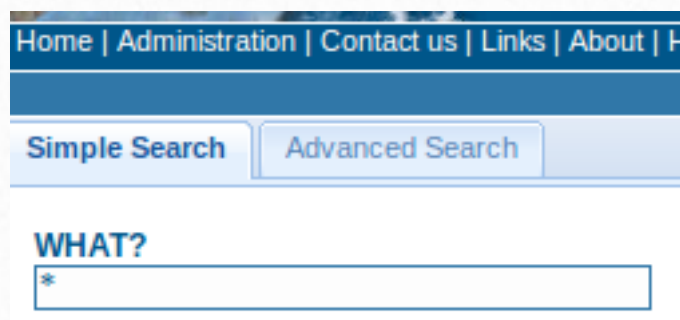 Home | Administration | Contact us | Links | About |
Simple Search Advanced Search
WHAT?
*